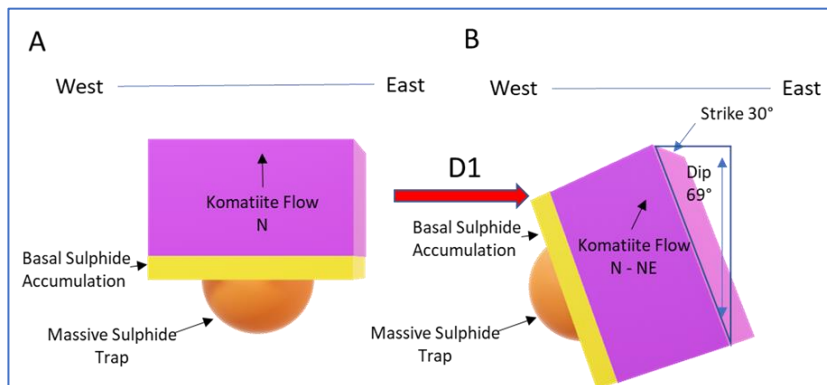 A
West
East
Komatiite Flow
N
Basal Sulphide
Accumulation
Massive Sulphide
Trap
D1
B
West
East
Strike 30°
Dip
69°
Basal Sulphide
Accumulation
Komatiite Flow
N - NE
Massive Sulphide
Trap